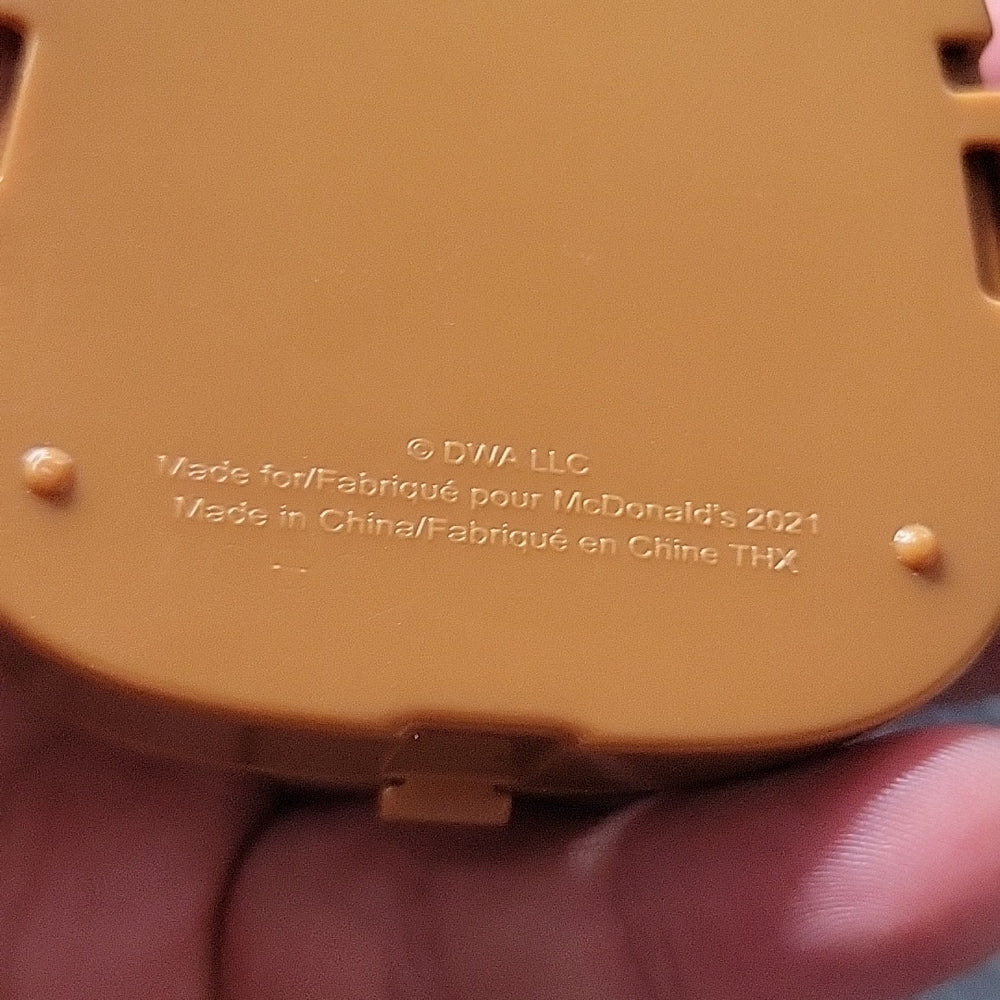 © DWA LLC
Made for/Fabriqué pour McDonald's 2021
Made in China/Fabriqué en Chine THX